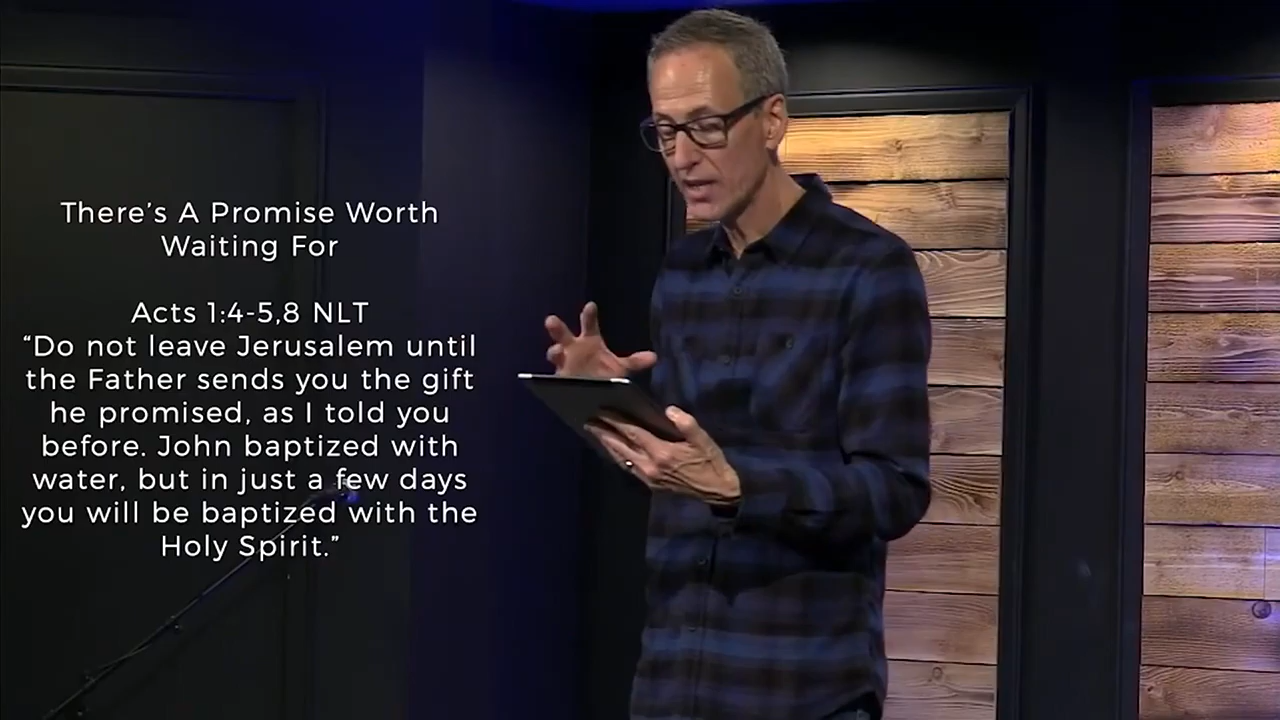 There’s A Promise Worth
Waiting For
Acts 1:4-5,8 NLT
“Do not leave Jerusalem until
the Father sends you the gift
he promised, as I told you
before. John baptized with
water, but in just a few days
you will be baptized with the
Holy Spirit.”